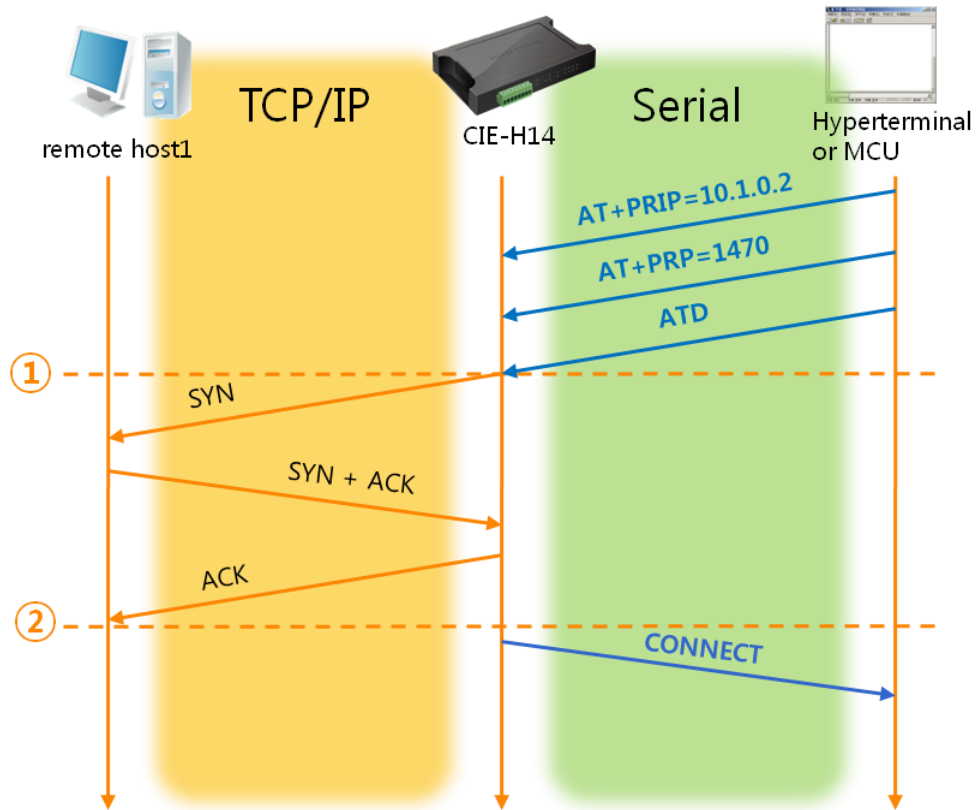 TCP/IP
Serial
remote host1
CIE-H14
Hyperterminal
or MCU
AT+PRIP=10.1.0.2
AT+PRP=1470
ATD
①
SYN
SYN + ACK
ACK
②
CONNECT